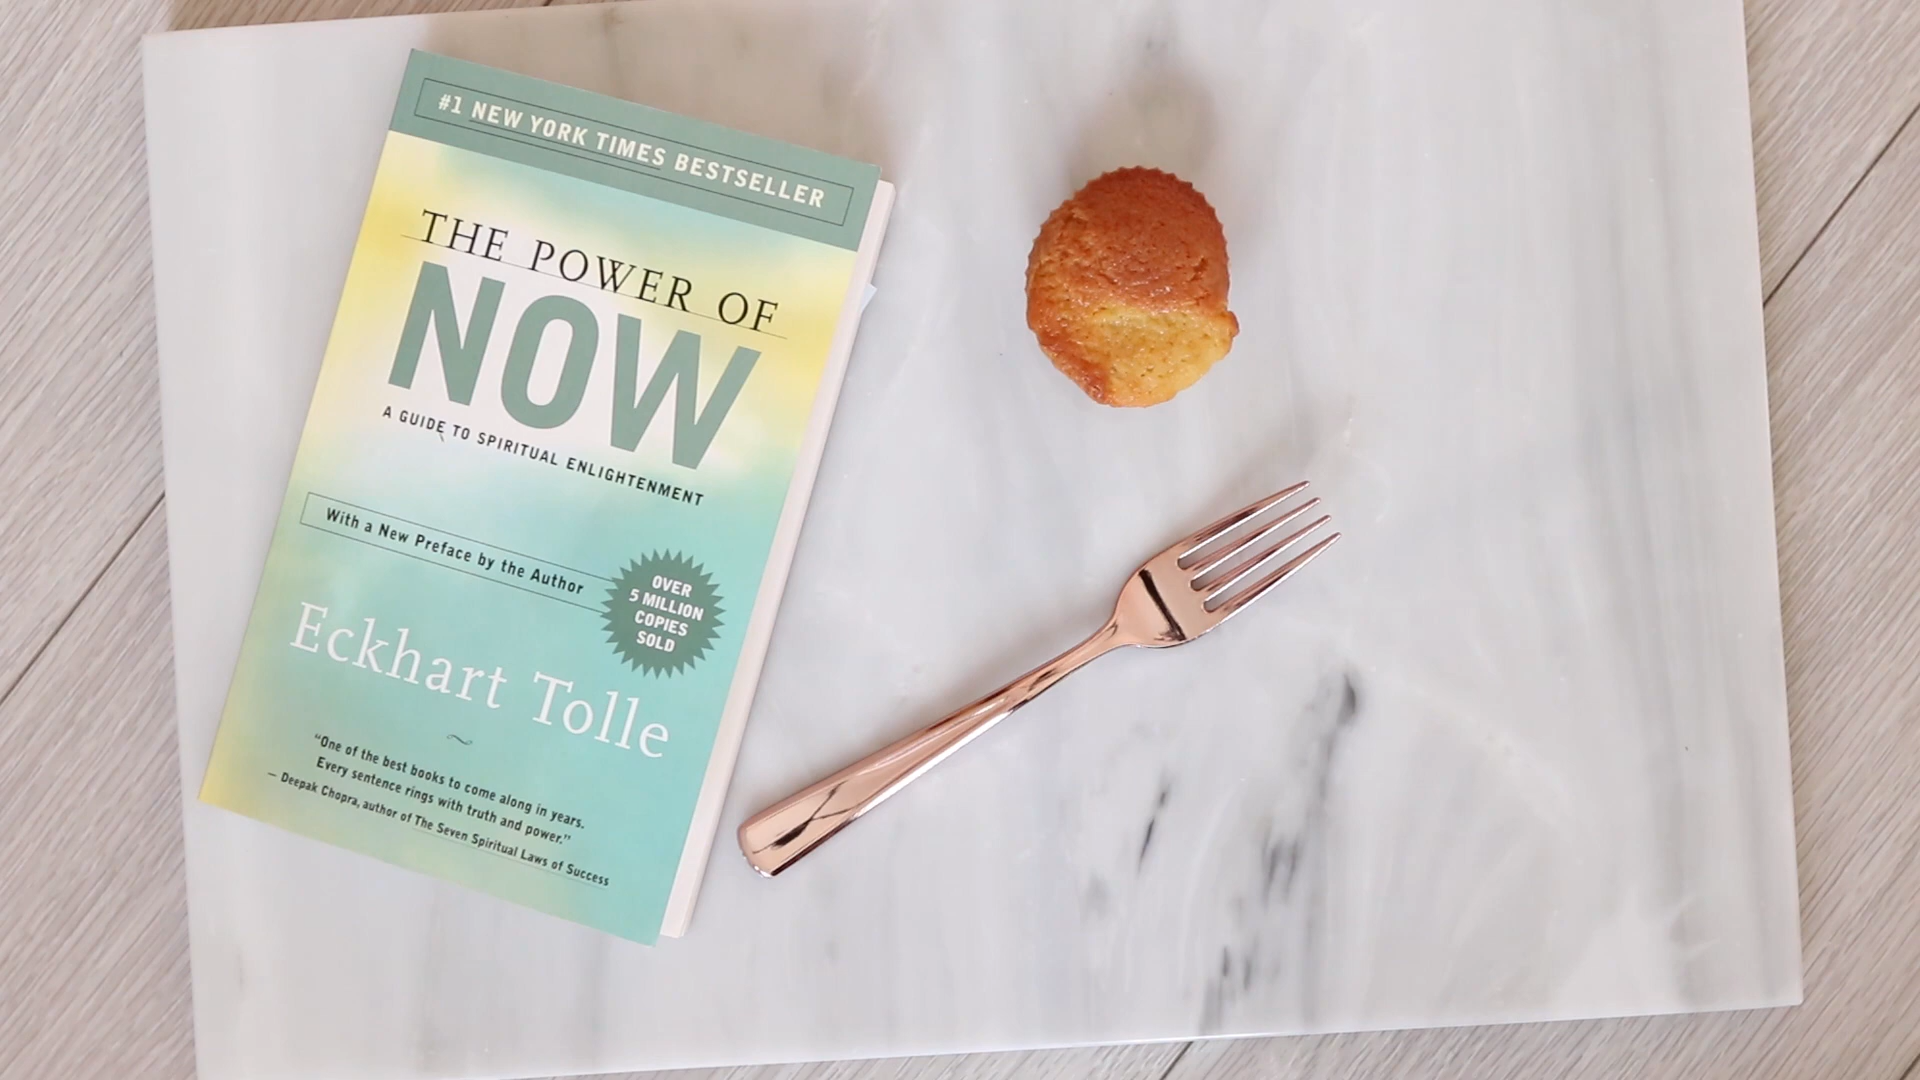 #1 NEW YORK TIMES BESTSELLER
THE POWER OF
NOW
A GUIDE TO SPIRITUAL ENLIGHTENMENT
With a New Preface by the Author
OVER
5 MILLION
COPIES
SOLD
Eckhart Tolle
“One of the best books to come along in years.
Every sentence rings with truth and power.”
— Deepak Chopra, author of The Seven Spiritual Laws of Success